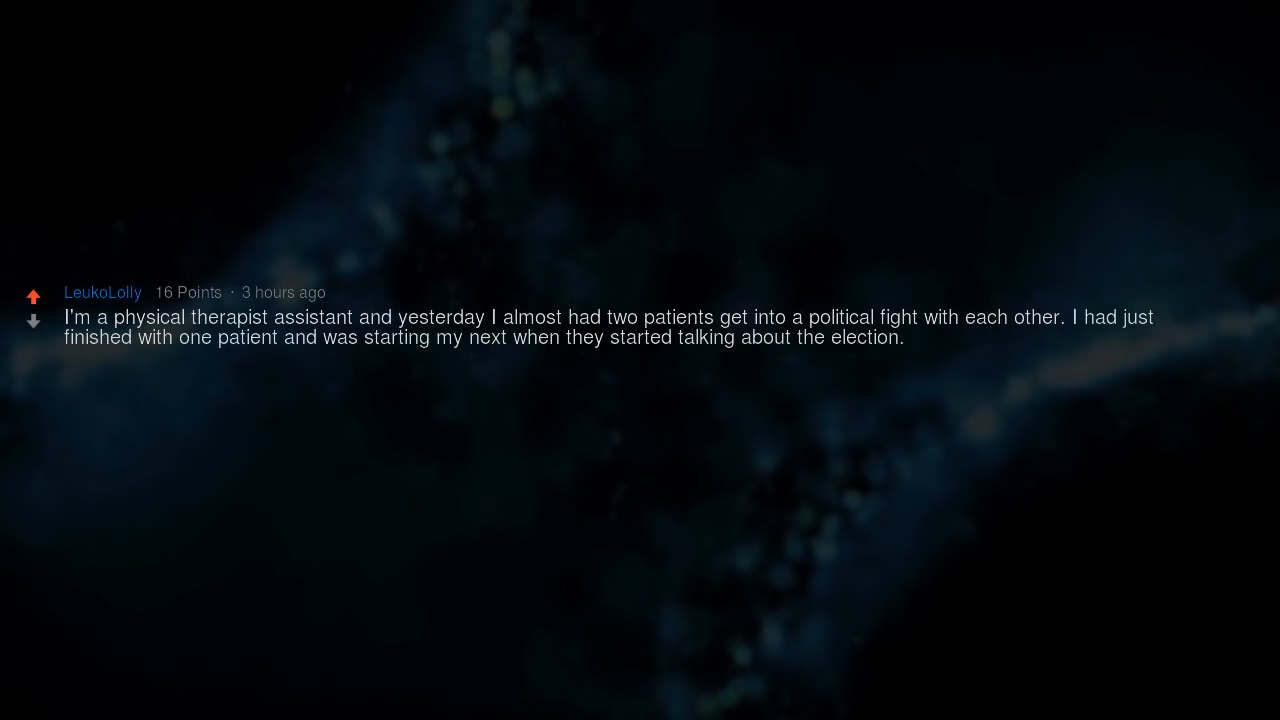 LeukoLolly 16 Points · 3 hours ago
I'm a physical therapist assistant and yesterday I almost had two patients get into a political fight with each other. I had just
finished with one patient and was starting my next when they started talking about the election.